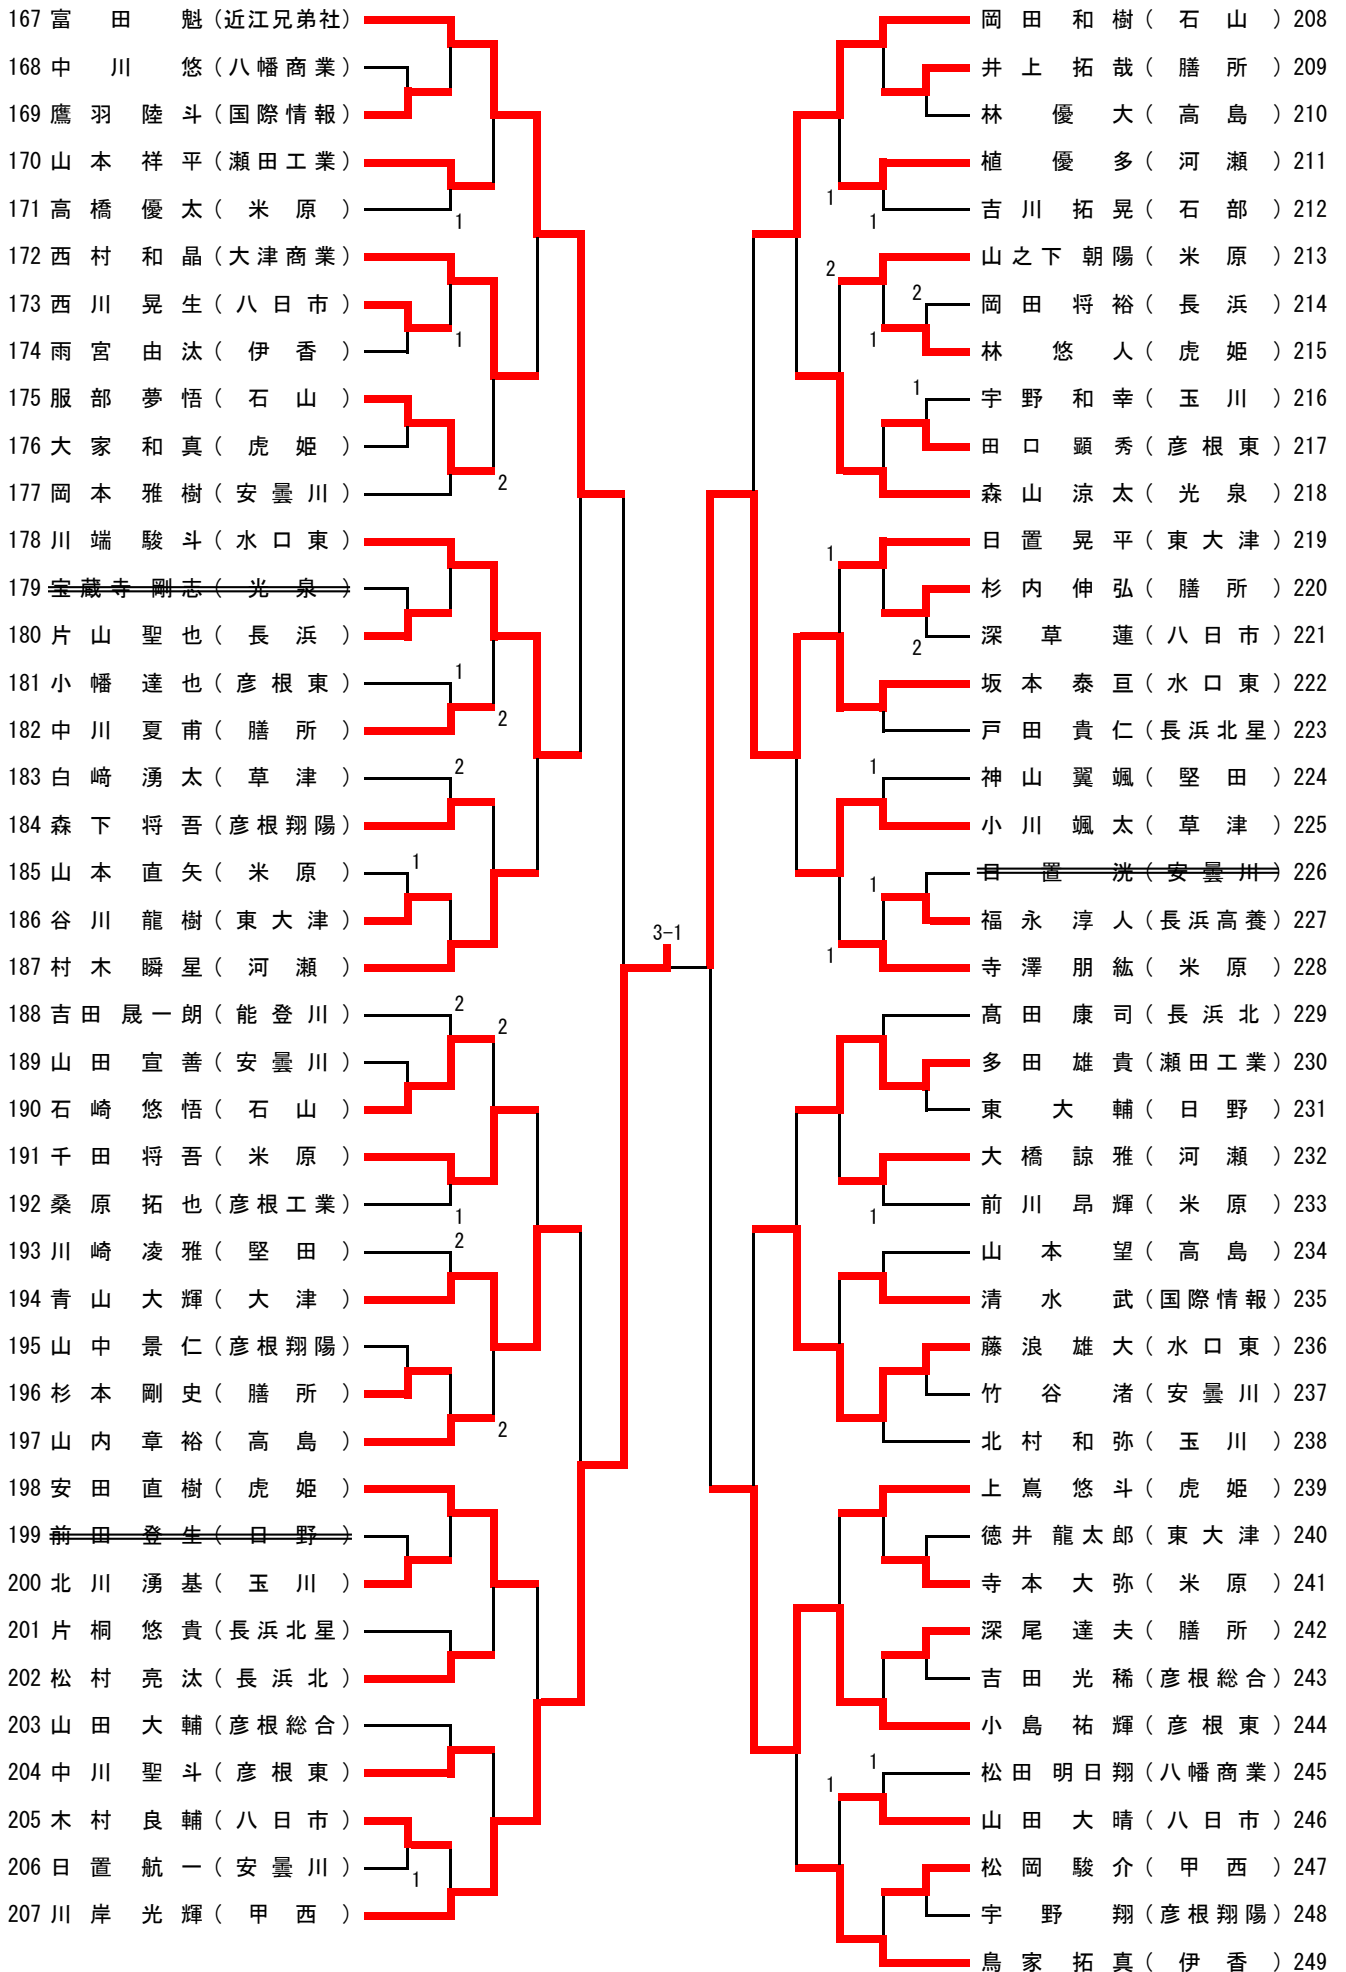 167 富田 魁 (近江兄弟社)
168 中川 悠 (八幡商業)
169 鷹羽 陸斗 (国際情報)
170 山本 祥平 (瀬田工業)
171 高橋 優太 (米原)
1
172 西村 和晶 (大津商業)
173 西川 晃生 (八日市)
1
174 雨宮 由汰 (伊香)
175 服部 夢悟 (石山)
176 大家 和真 (虎姫)
2
177 岡本 雅樹 (安曇川)
178 川端 駿斗 (水口東)
179 宝蔵寺 剛志 (光泉)
180 片山 聖也 (長浜)
1
181 小幡 達也 (彦根東)
2
182 中川 夏甫 (膳所)
2
183 白﨑 湧太 (草津)
184 森下 将吾 (彦根翔陽)
1
185 山本 直矢 (米原)
186 谷川 龍樹 (東大津)
187 村木 瞬星 (河瀬)
2
188 吉田 晟一朗 (能登川)
2
189 山田 宣善 (安曇川)
190 石崎 悠悟 (石山)
191 千田 将吾 (米原)
192 桑原 拓也 (彦根工業)
1
2
193 川崎 凌雅 (堅田)
194 青山 大輝 (大津)
195 山中 景仁 (彦根翔陽)
196 杉本 剛史 (膳所)
2
197 山内 章裕 (高島)
198 安田 直樹 (虎姫)
199 前田 登生 (日野)
200 北川 湧基 (玉川)
201 片桐 悠貴 (長浜北星)
202 松村 亮汰 (長浜北)
203 山田 大輔 (彦根総合)
204 中川 聖斗 (彦根東)
205 木村 良輔 (八日市)
206 日置 航一 (安曇川)
1
207 川岸 光輝 (甲西)
3-1
岡田 和樹 (石山) 208
井上 拓哉 (膳所) 209
林 優大 (高島) 210
植 優多 (河瀬) 211
1
吉川 拓晃 (石部) 212
1
山之下 朝陽 (米原) 213
2
2
岡田 将裕 (長浜) 214
1
林 悠人 (虎姫) 215
1
宇野 和幸 (玉川) 216
田口 顕秀 (彦根東) 217
森山 涼太 (光泉) 218
日置 晃平 (東大津) 219
1
杉内 伸弘 (膳所) 220
深草 蓮 (八日市) 221
2
坂本 泰亘 (水口東) 222
戸田 貴仁 (長浜北星) 223
1
神山 翼颯 (堅田) 224
小川 颯太 (草津) 225
日置 洸 (安曇川) 226
1
福永 淳人 (長浜高養) 227
1
寺澤 朋紘 (米原) 228
髙田 康司 (長浜北) 229
多田 雄貴 (瀬田工業) 230
東 大輔 (日野) 231
大橋 諒雅 (河瀬) 232
前川 昂輝 (米原) 233
1
山本 望 (高島) 234
清水 武 (国際情報) 235
藤浪 雄大 (水口東) 236
竹谷 渚 (安曇川) 237
北村 和弥 (玉川) 238
上嶌 悠斗 (虎姫) 239
徳井 龍太郎 (東大津) 240
寺本 大弥 (米原) 241
深尾 達夫 (膳所) 242
吉田 光稀 (彦根総合) 243
小島 祐輝 (彦根東) 244
1
松田 明日翔 (八幡商業) 245
1
山田 大晴 (八日市) 246
松岡 駿介 (甲西) 247
宇野 翔 (彦根翔陽) 248
鳥家 拓真 (伊香) 249